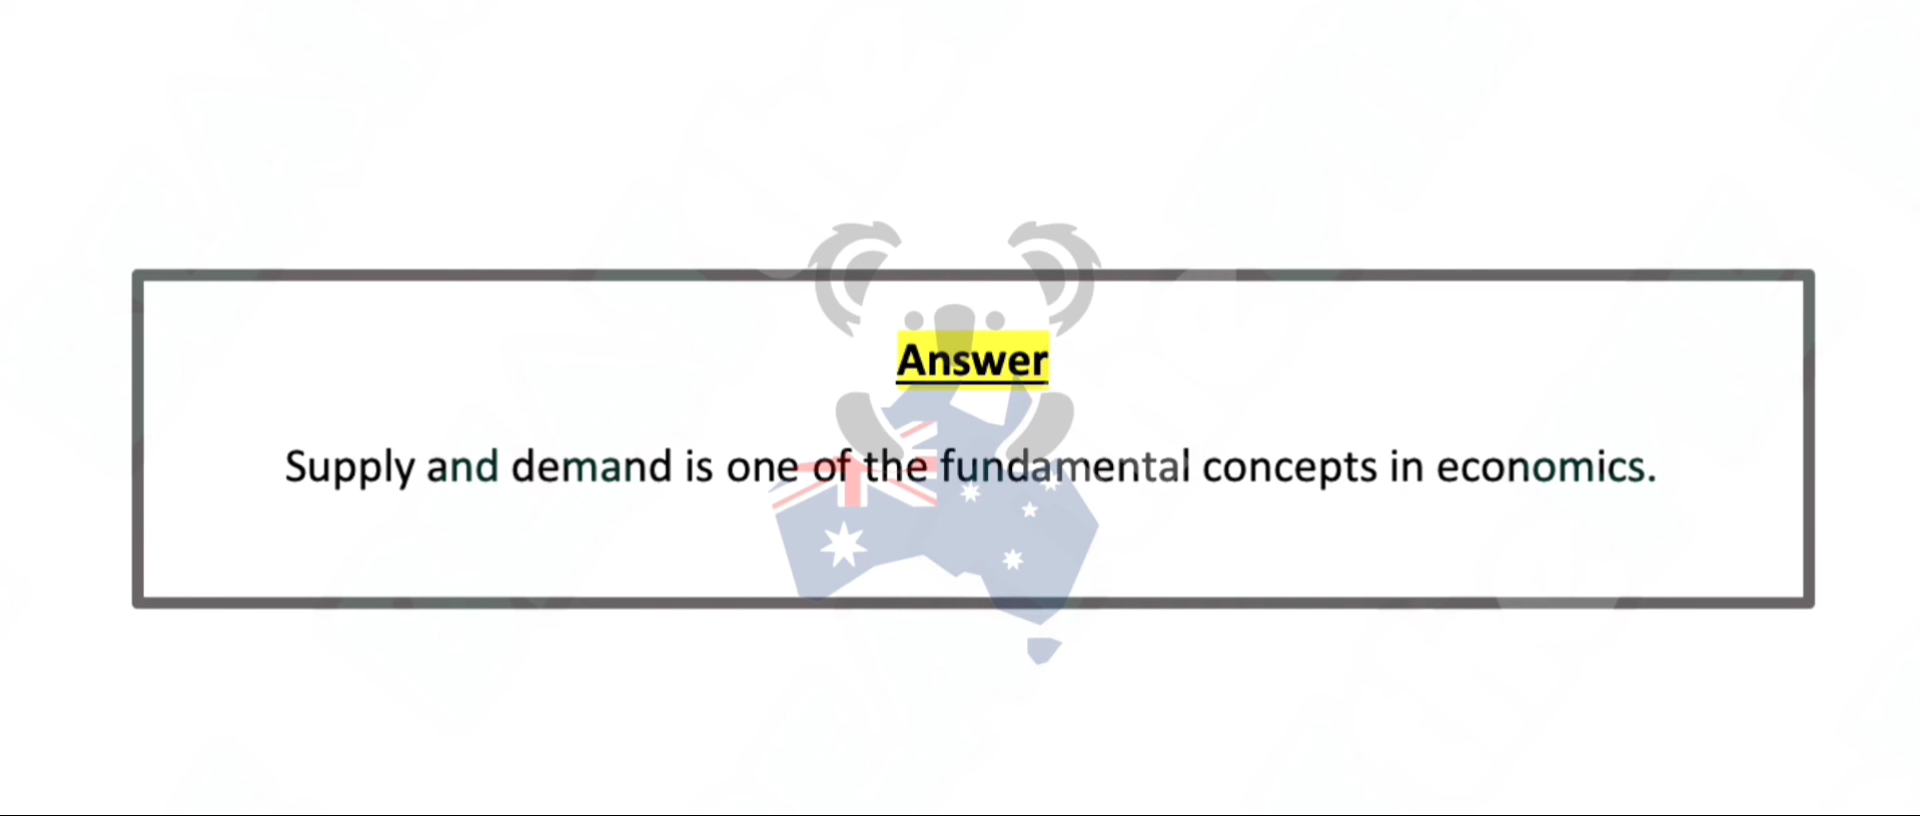 Answer
Supply and demand is one of the fundamental concepts in economics.